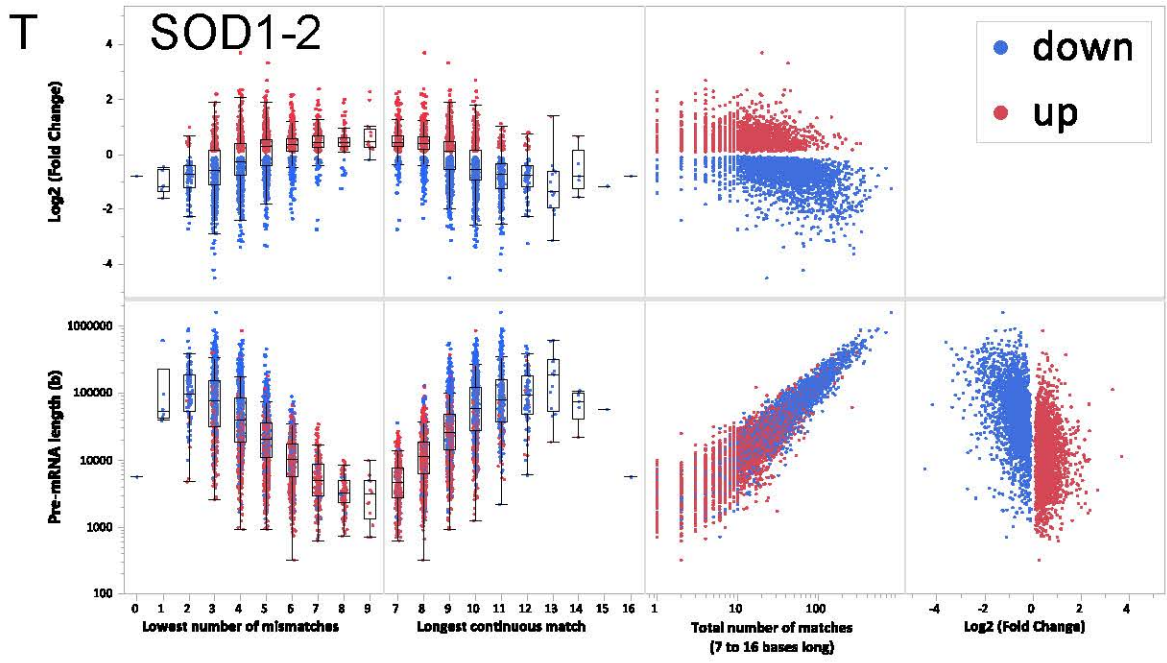 T SOD1-2
down
up
Log2 (Fold Change)
4
2
0
-2
-4
Pre-mRNA length (b)
1000000
100000
10000
1000
100
0 1 2 3 4 5 6 7 8 9
Lowest number of mismatches
7 8 9 10 11 12 13 14 15 16
Longest continuous match
1 10 100
Total number of matches
(7 to 16 bases long)
-4 -2 0 2 4
Log2 (Fold Change)